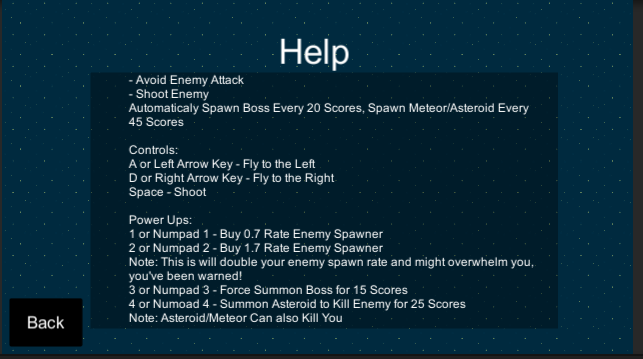 Help
- Avoid Enemy Attack
- Shoot Enemy
Automaticaly Spawn Boss Every 20 Scores, Spawn Meteor/Asteroid Every
45 Scores
Controls:
A or Left Arrow Key - Fly to the Left
D or Right Arrow Key - Fly to the Right
Space - Shoot
Power Ups:
1 or Numpad 1 - Buy 0.7 Rate Enemy Spawner
2 or Numpad 2 - Buy 1.7 Rate Enemy Spawner
Note: This is will double your enemy spawn rate and might overwhelm you,
you've been warned!
3 or Numpad 3 - Force Summon Boss for 15 Scores
4 or Numoad 4 - Summon Asteroid to Kill Enemy for 25 Scores
Note: Asteroid/Meteor Can also Kill You
Back